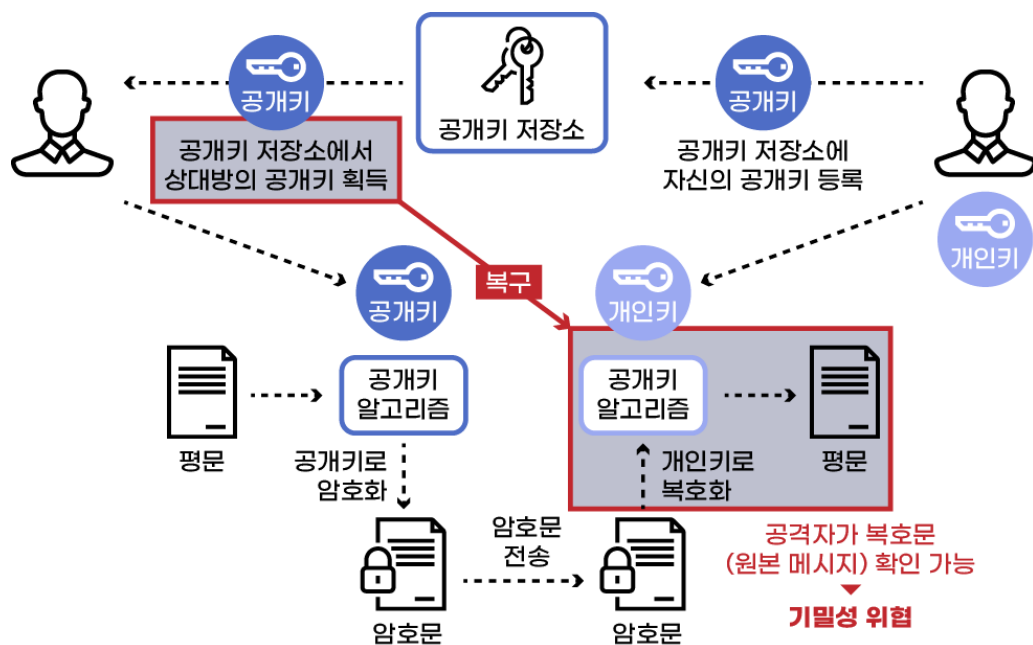 공개키
공개키 저장소
공개키
공개키 저장소에서
상대방의 공개키 획득
공개키 저장소에
자신의 공개키 등록
개인키
공개키
복구
개인키
평문
공개키
알고리즘
공개키
알고리즘
평문
공개키로
암호화
개인키로
복호화
암호문
암호문
전송
암호문
공격자가 복호문
(원본 메시지) 확인 가능
기밀성 위협